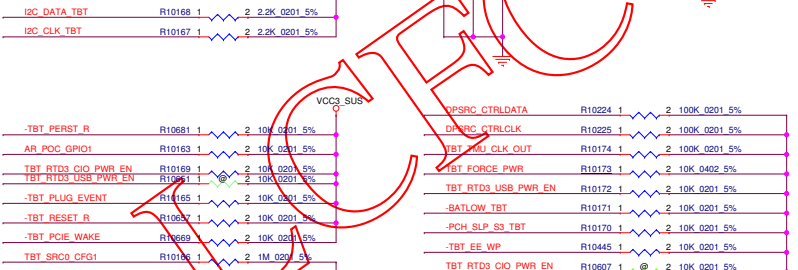 I2C_DATA_TBT R10168 1 2 2.2K_0201_5%
I2C_CLK_TBT R10167 1 2 2.2K_0201_5%
VCC3_SUS
-TBT_PERST_R R10681 1 2 10K_0201_5%
AR_POC_GPIO1 R10163 1 2 10K_0201_5%
TBT_RTD3_CIO_PWR_EN R10169 1 2 10K_0201_5%
TBT_RTD3_USB_PWR_EN 1 @ 2 10K_0201_5%
-TBT_PLUG_EVENT R10165 1 2 10K_0201_5%
-TBT_RESET_R R10657 1 2 10K_0201_5%
-TBT_PCIE_WAKE R10669 1 2 10K_0201_5%
TBT_SRC0_CFG1 R10166 1 2 1M_0201_5%
DPSRC_CTRLDATA R10224 1 2 100K_0201_5%
DPSRC_CTRLCLK R10225 1 2 100K_0201_5%
TBT_TMU_CLK_OUT R10174 1 2 100K_0201_5%
TBT_FORCE_PWR R10173 1 2 10K_0402_5%
TBT_RTD3_USB_PWR_EN R10172 1 2 10K_0201_5%
-BATLOW_TBT R10171 1 2 10K_0201_5%
-PCH_SLP_S3_TBT R10170 1 2 10K_0201_5%
-TBT_EE_WP R10445 1 2 10K_0201_5%
TBT_RTD3_CIO_PWR_EN R10607 1 @ 2 10K_0201_5%